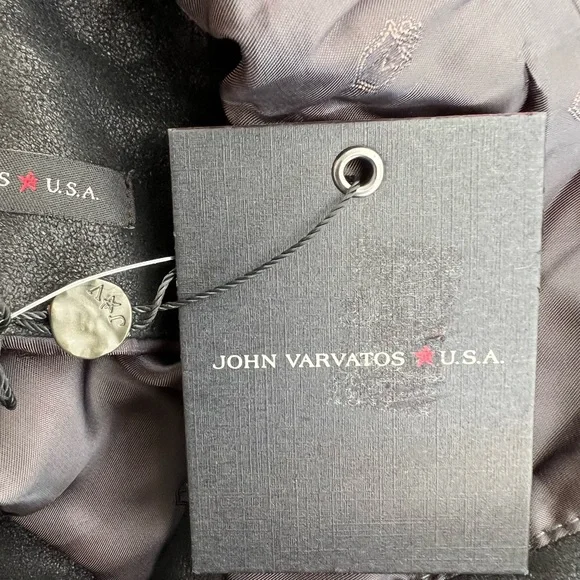 S ★ U.S.A.
J★V
JOHN VARVATOS ★ U.S.A.